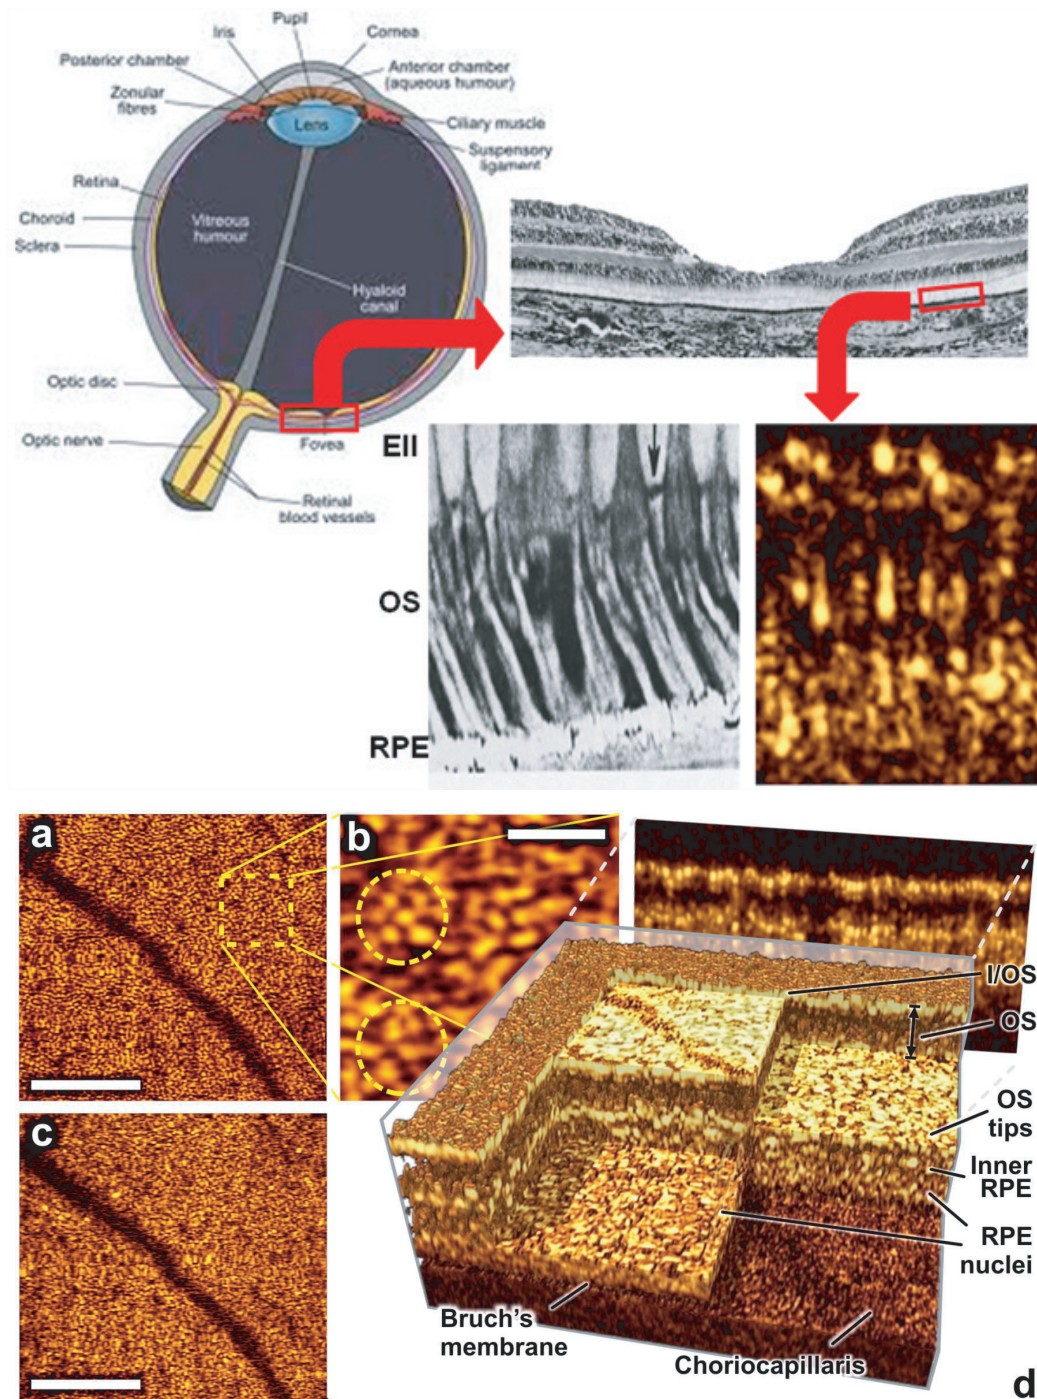 Pupil
Iris
Cornea
Posterior chamber
Anterior chamber
(aqueous humour)
Zonular
fibres
Lens
Ciliary muscle
Suspensory
ligament
Retina
Choroid
Sclera
Vitreous
humour
Hyaloid
canal
Optic disc
Optic nerve
Fovea
Retinal
blood vessels
EII
OS
RPE
a
b
c
I/OS
OS
OS
tips
Inner
RPE
RPE
nuclei
Bruch's
membrane
Choriocapillaris
d